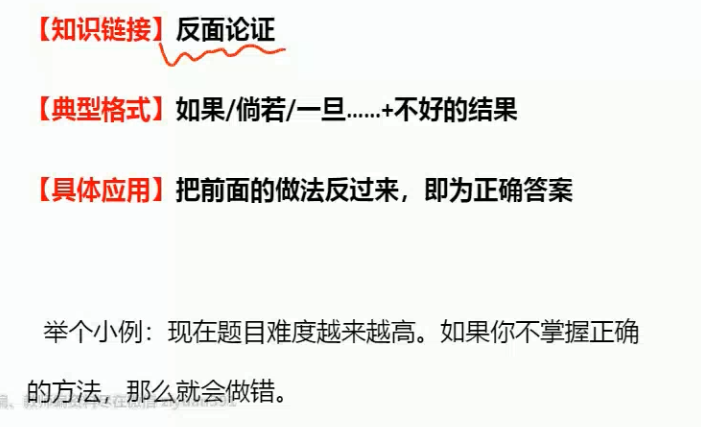 【知识链接】反面论证
【典型格式】如果/倘若/一旦......+不好的结果
【具体应用】把前面的做法反过来，即为正确答案
举个小例：现在题目难度越来越高。如果你不掌握正确
的方法，那么就会做错。